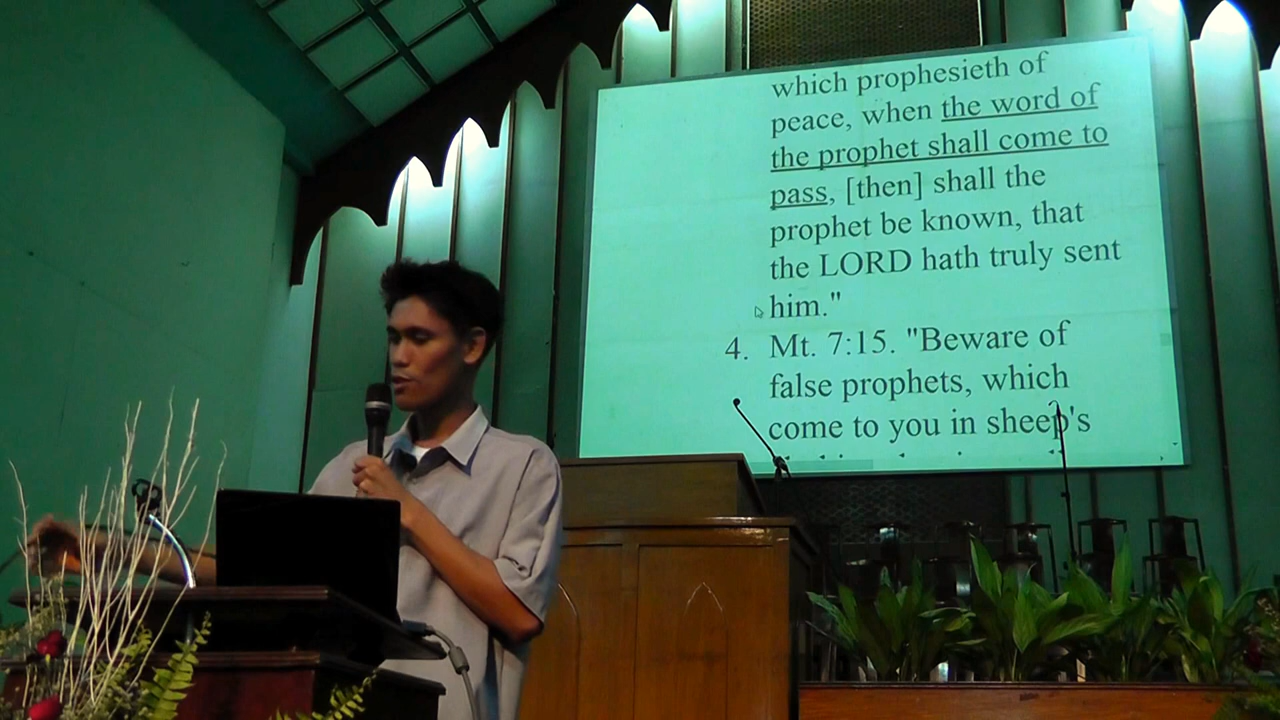 which prophesieth of
peace, when the word of
the prophet shall come to
pass, [then] shall the
prophet be known, that
the LORD hath truly sent
him."
4. Mt. 7:15. "Beware of
false prophets, which
come to you in sheep's